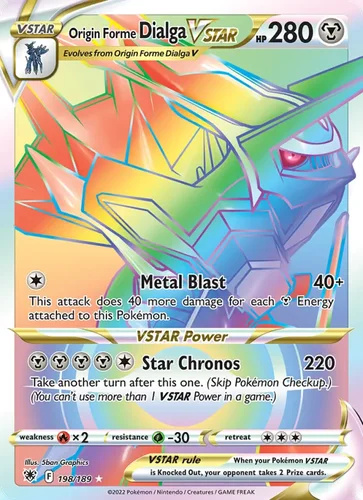 VSTAR Origin Forme Dialga VSTAR HP 280
Evolves from Origin Forme Dialga V
Metal Blast 40+
This attack does 40 more damage for each Energy
attached to this Pokémon.
VSTAR Power
Star Chronos 220
Take another turn after this one. (Skip Pokémon Checkup.)
(You can't use more than 1 VSTAR Power in a game.)
weakness ×2 resistance -30 retreat
Illus. 5ban Graphics
F 198/189
VSTAR rule When your Pokémon VSTAR
is Knocked Out, your opponent takes 2 Prize cards.
©2022 Pokémon / Nintendo / Creatures / GAME FREAK